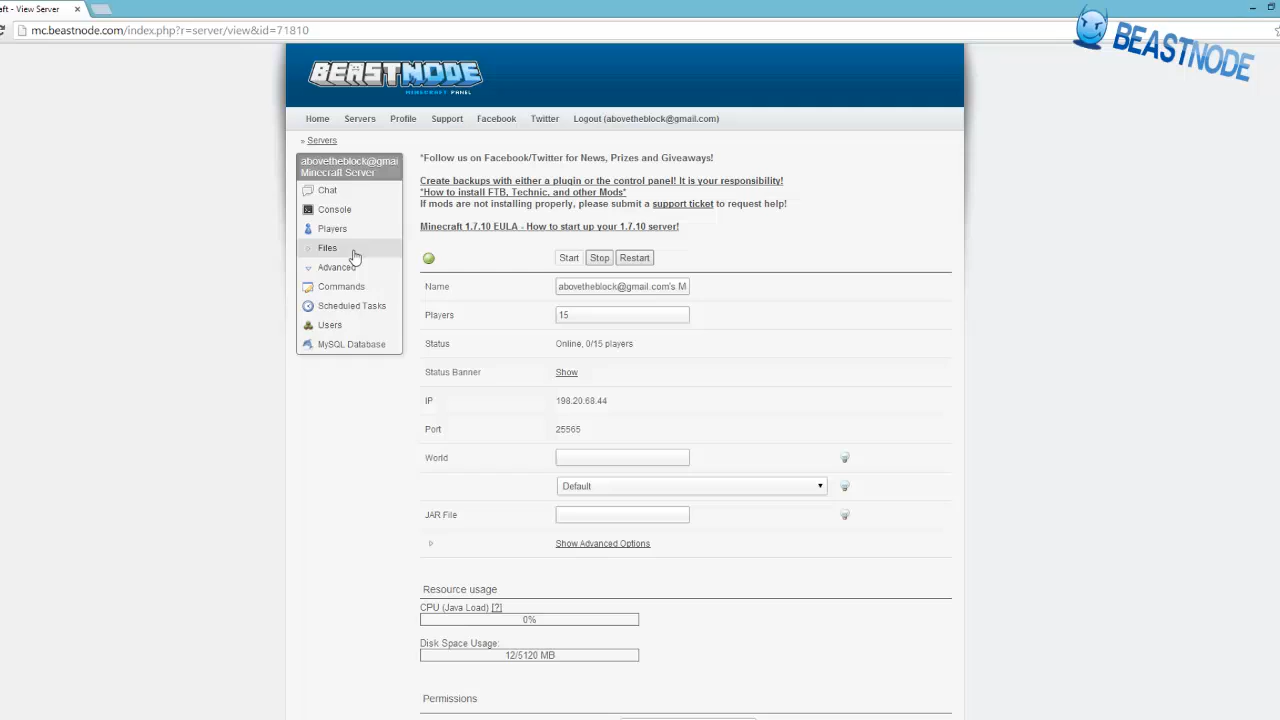 aft - View Server
mc.beastnode.com/index.php?r=server/view&id=71810
BEASTNODE
BEASTNODE
MINECRAFT PANEL
Home Servers Profile Support Facebook Twitter Logout (abovetheblock@gmail.com)
» Servers
abovetheblock@gmai
Minecraft Server
Chat
Console
Players
Files
Advanced
Commands
Scheduled Tasks
Users
MySQL Database
*Follow us on Facebook/Twitter for News, Prizes and Giveaways!
Create backups with either a plugin or the control panel! It is your responsibility!
*How to install FTB, Technic, and other Mods*
If mods are not installing properly, please submit a support ticket to request help!
Minecraft 1.7.10 EULA - How to start up your 1.7.10 server!
Start Stop Restart
Name abovetheblock@gmail.com's M
Players 15
Status Online, 0/15 players
Status Banner Show
IP 198.20.68.44
Port 25565
World
Default
JAR File
Show Advanced Options
Resource usage
CPU (Java Load) [?]
0%
Disk Space Usage:
12/5120 MB
Permissions